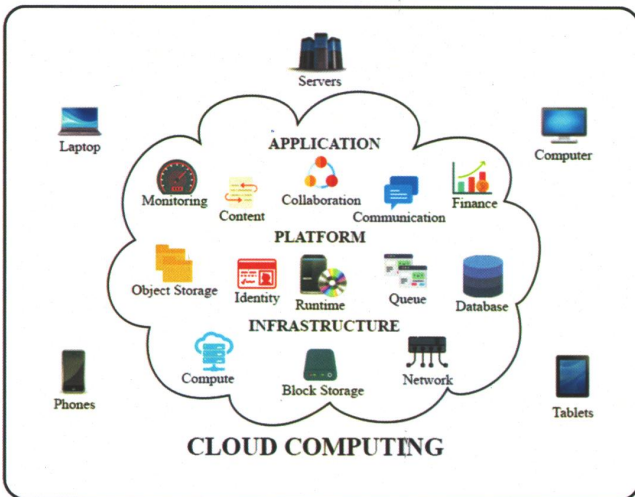 Servers
Laptop
Computer
APPLICATION
Monitoring
Content
Collaboration
Communication
Finance
PLATFORM
Object Storage
Identity
Runtime
Queue
Database
INFRASTRUCTURE
Compute
Block Storage
Network
Phones
Tablets
CLOUD COMPUTING